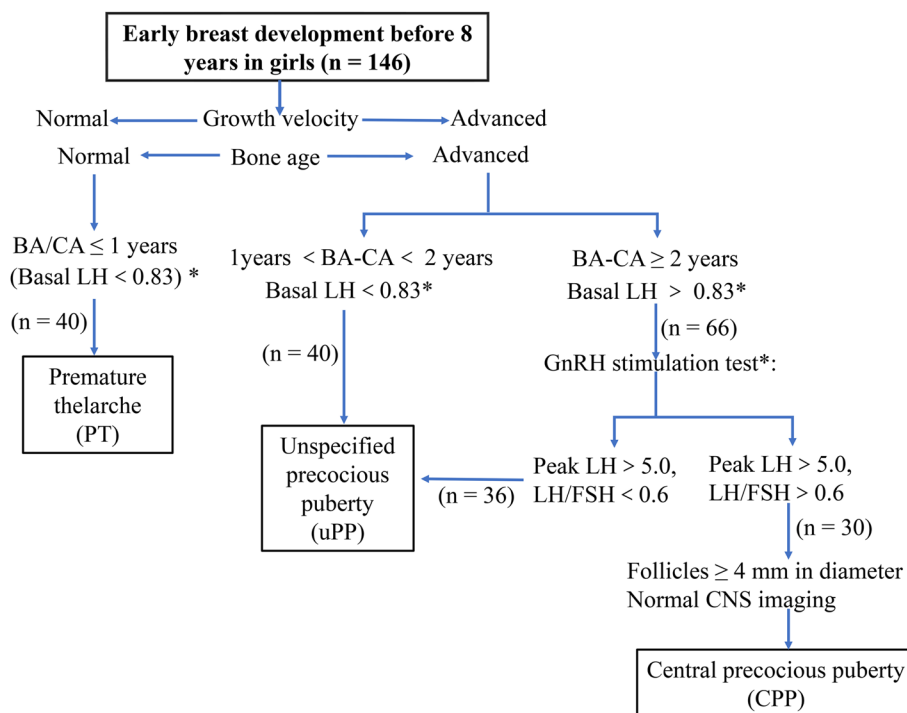 Early breast development before 8
years in girls (n = 146)
Normal Growth velocity Advanced
Normal Bone age Advanced
BA/CA ≤ 1 years
(Basal LH < 0.83) *
(n = 40)
Premature
thelarche
(PT)
1years < BA-CA < 2 years
Basal LH < 0.83*
(n = 40)
Unspecified
precocious
puberty
(uPP)
BA-CA ≥ 2 years
Basal LH > 0.83*
(n = 66)
GnRH stimulation test*:
Peak LH > 5.0,
LH/FSH < 0.6
(n = 36)
Peak LH > 5.0,
LH/FSH > 0.6
(n = 30)
Follicles ≥ 4 mm in diameter
Normal CNS imaging
Central precocious puberty
(CPP)